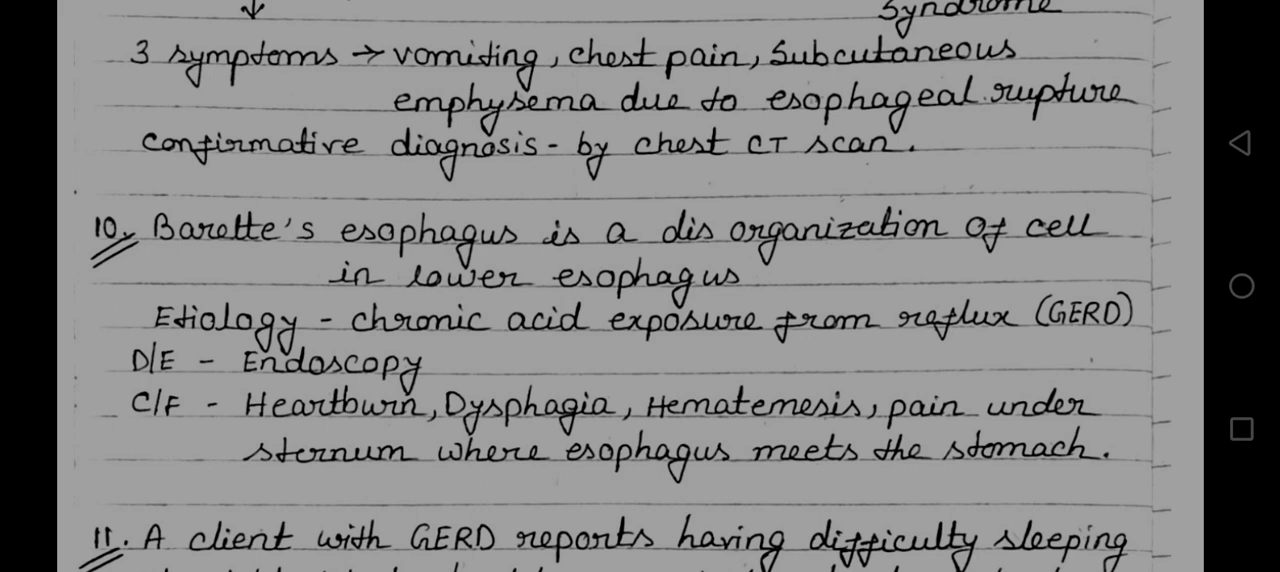 Syndrome
3 symptoms → vomiting, chest pain, Subcutaneous
emphysema due to esophageal rupture
Confirmative diagnosis - by chest CT scan.
10. Barette's esophagus is a dis organization of cell
in lower esophagus
Etiology - chronic acid exposure from reflux (GERD)
D/E - Endoscopy
C/F - Heartburn, Dysphagia, Hematemesis, pain under
sternum where esophagus meets the stomach.
11. A client with GERD reports having difficulty sleeping